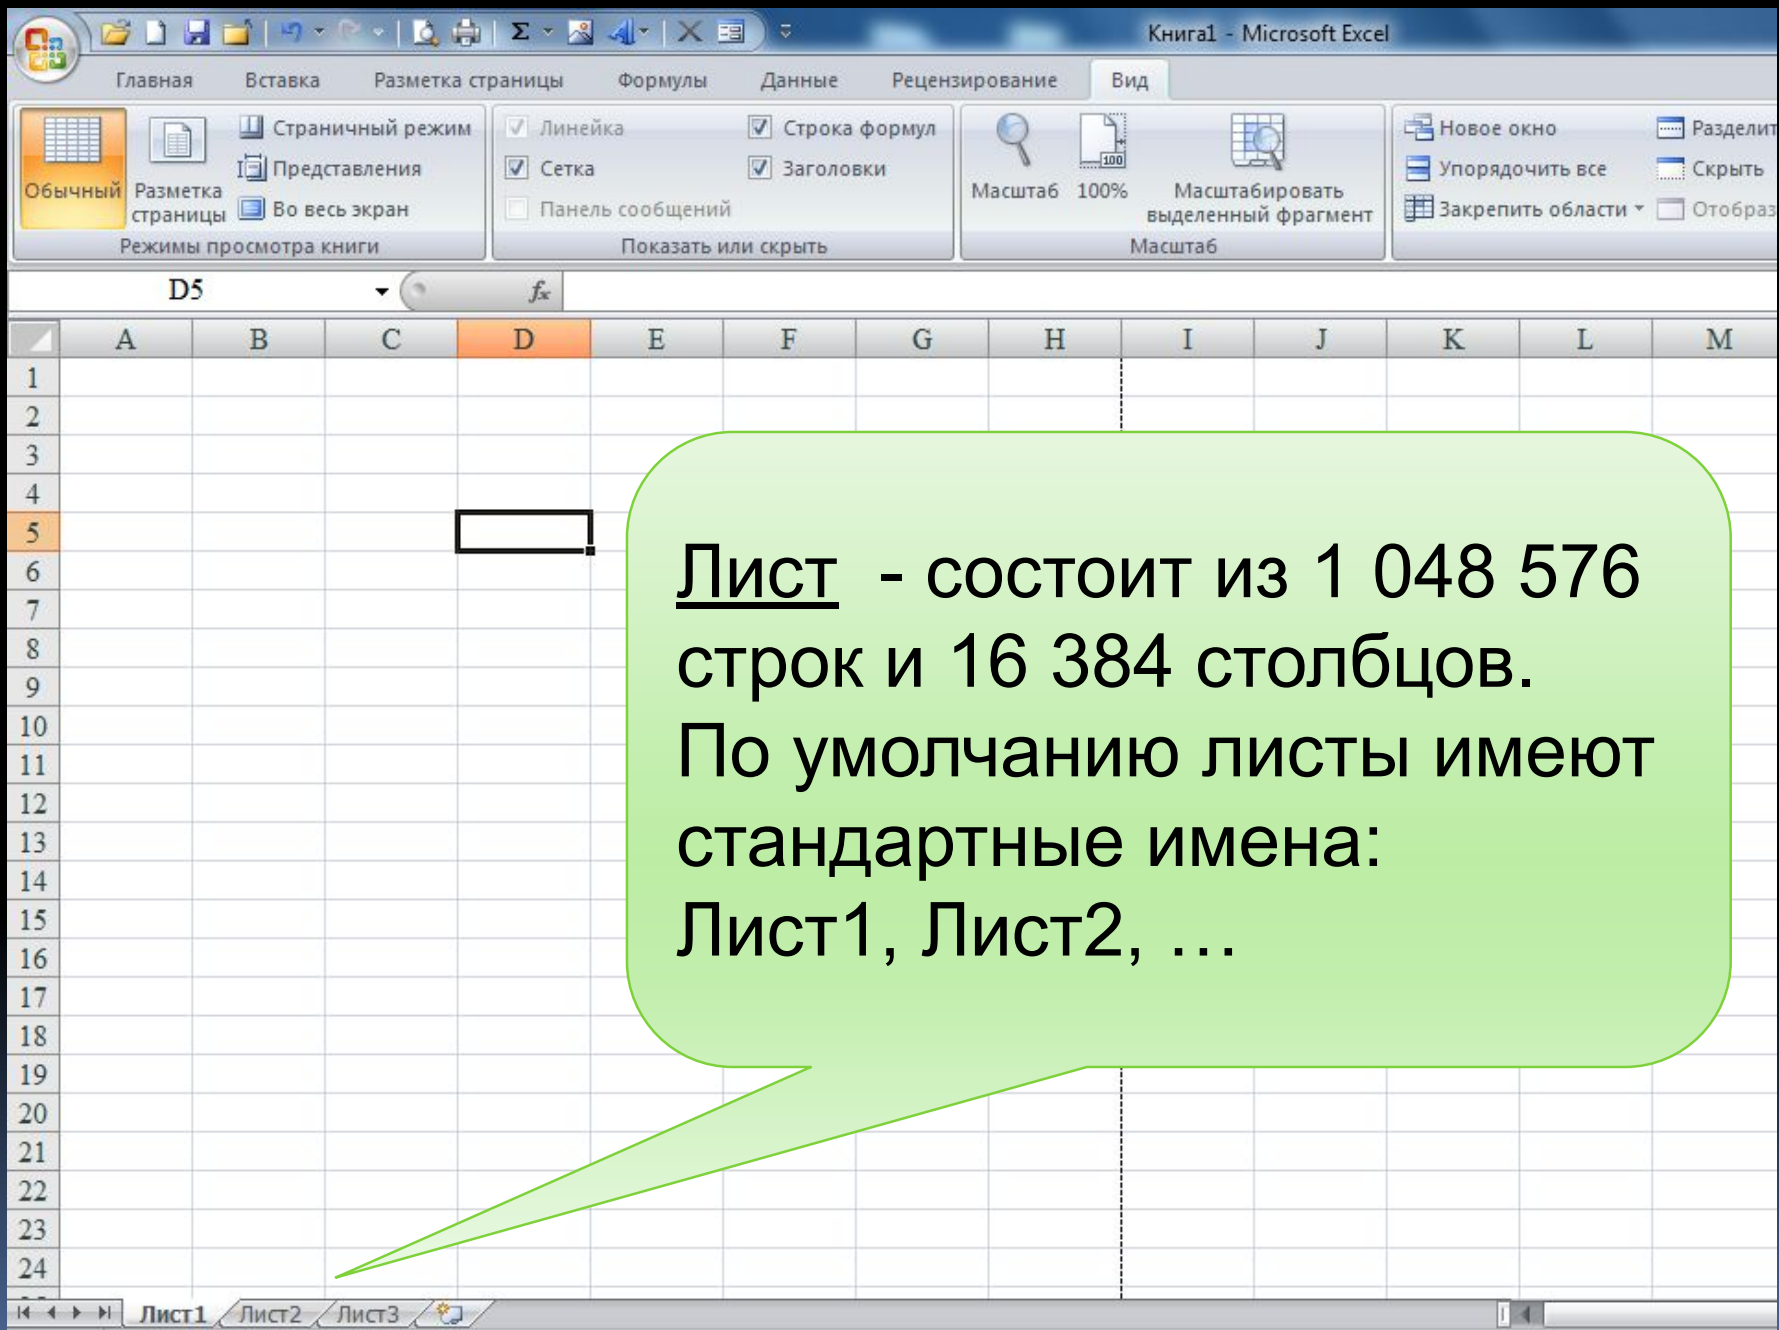 Книга1 - Microsoft Excel
Главная Вставка Разметка страницы Формулы Данные Рецензирование Вид
Обычный
Разметка страницы
Страничный режим
Представления
Во весь экран
Режимы просмотра книги
Линейка
Строка формул
Сетка
Заголовки
Панель сообщений
Показать или скрыть
Масштаб
100%
Масштабировать
выделенный фрагмент
Масштаб
Новое окно
Упорядочить все
Закрепить области
Разделит
Скрыть
Отобраз
D5
fx
A B C D E F G H I J K L M
1
2
3
4
5
6
7
8
9
10
11
12
13
14
15
16
17
18
19
20
21
22
23
24
Лист - состоит из 1 048 576
строк и 16 384 столбцов.
По умолчанию листы имеют
стандартные имена:
Лист1, Лист2, …
Лист1 Лист2 Лист3